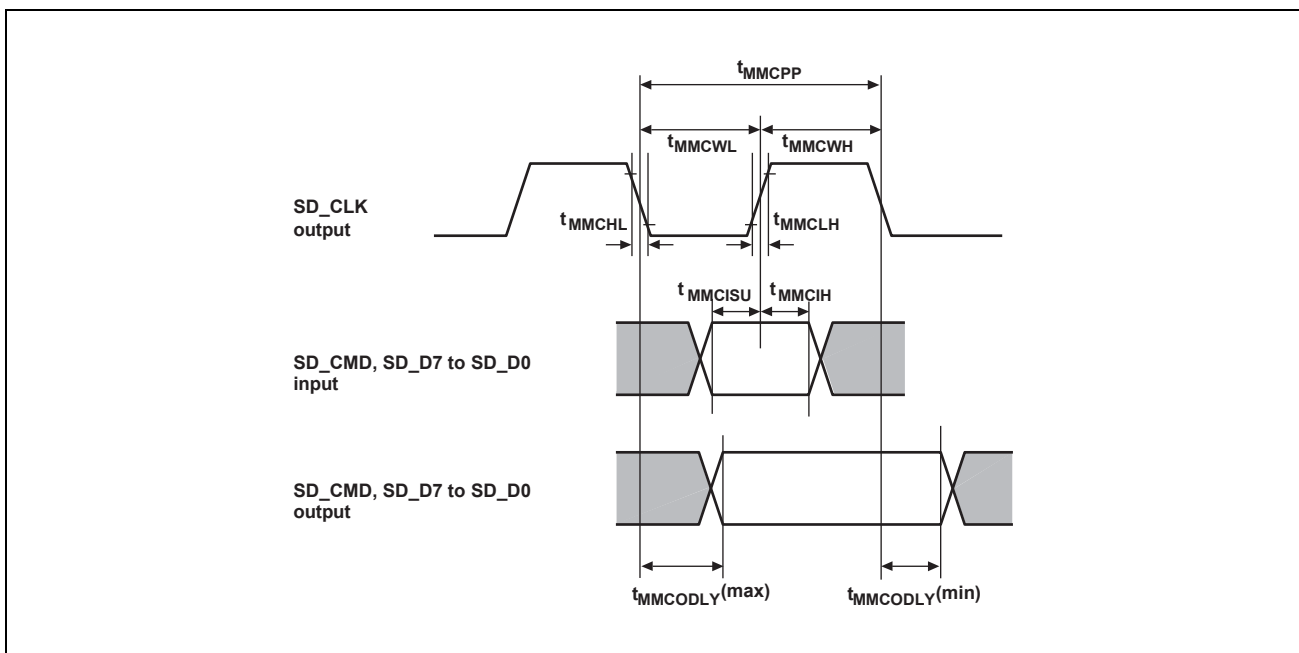 tMMCPP
tMMCWL
tMMCWH
SD_CLK
output
tMMCHL
tMMCLH
tMMCISU
tMMCIH
SD_CMD, SD_D7 to SD_D0
input
SD_CMD, SD_D7 to SD_D0
output
tMMCODLY(max)
tMMCODLY(min)